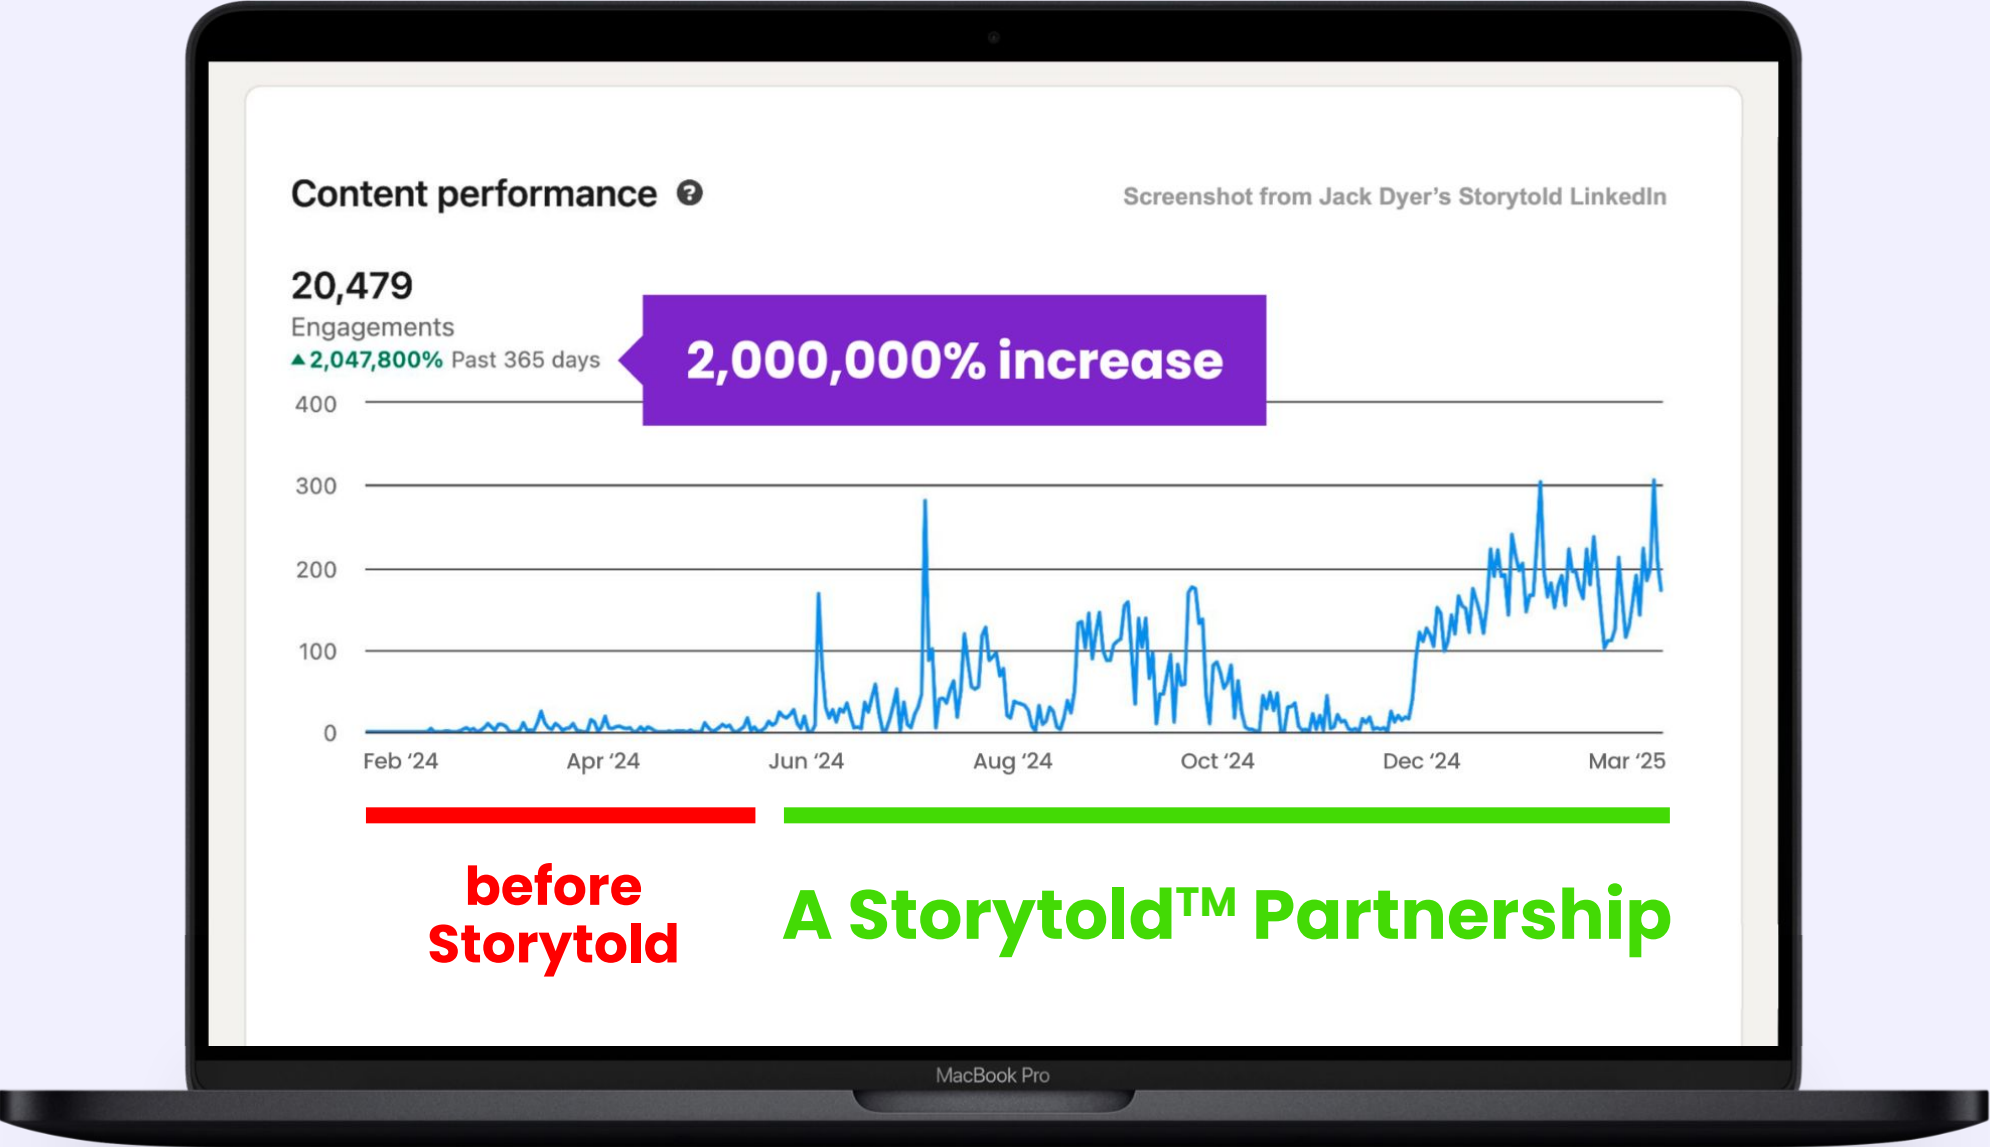 Content performance ?
Screenshot from Jack Dyer's Storytold LinkedIn
20,479
Engagements
▲2,047,800% Past 365 days
2,000,000% increase
400
300
200
100
0
Feb ‘24 Apr ‘24 Jun ‘24 Aug ‘24 Oct ‘24 Dec ‘24 Mar ‘25
before
Storytold
A Storytold™ Partnership
MacBook Pro